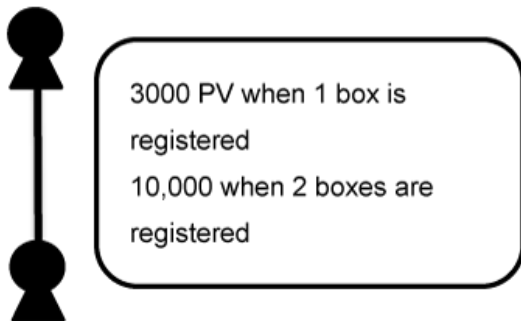 3000 PV when 1 box is
registered
10,000 when 2 boxes are
registered